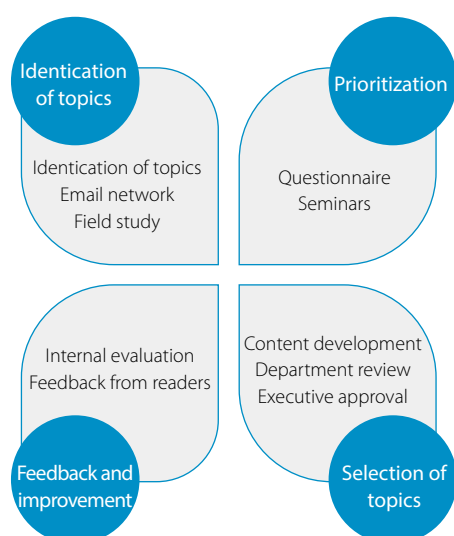 Identication
of topics
Identication of topics
Email network
Field study
Prioritization
Questionnaire
Seminars
Internal evaluation
Feedback from readers
Feedback and
improvement
Content development
Department review
Executive approval
Selection of
topics